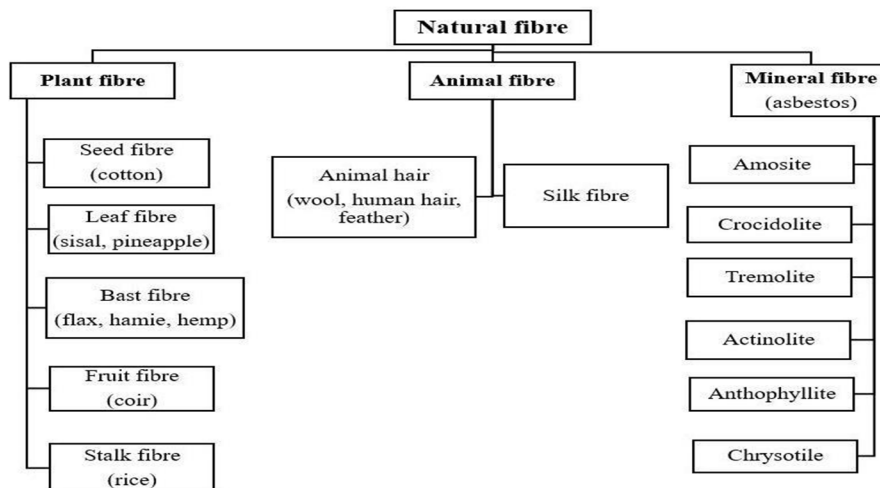 Natural fibre
Plant fibre
Animal fibre
Mineral fibre
(asbestos)
Seed fibre
(cotton)
Leaf fibre
(sisal, pineapple)
Bast fibre
(flax, hamie, hemp)
Fruit fibre
(coir)
Stalk fibre
(rice)
Animal hair
(wool, human hair,
feather)
Silk fibre
Amosite
Crocidolite
Tremolite
Actinolite
Anthophyllite
Chrysotile